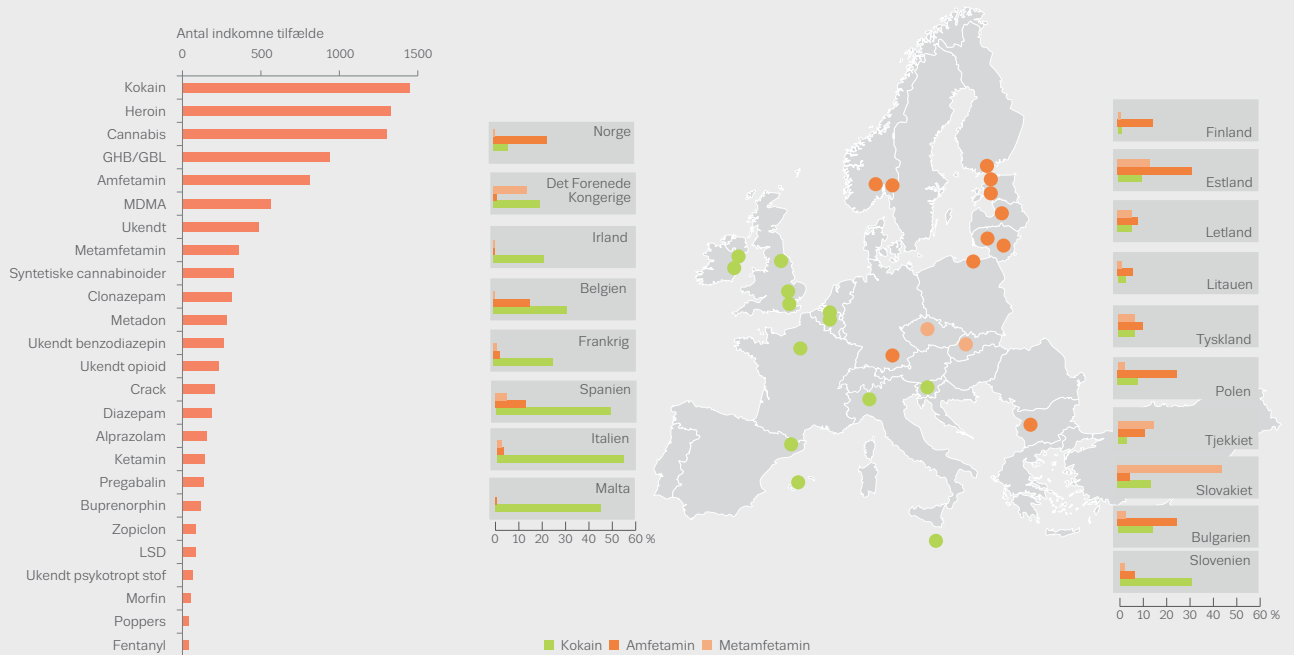 Antal indkomne tilfælde
0 500 1000 1500
Kokain
Heroin
Cannabis
GHB/GBL
Amfetamin
MDMA
Ukendt
Metamfetamin
Syntetiske cannabinoider
Clonazepam
Metadon
Ukendt benzodiazepin
Ukendt opioid
Crack
Diazepam
Alprazolam
Ketamin
Pregabalin
Buprenorphin
Zopiclon
LSD
Ukendt psykotropt stof
Morfin
Poppers
Fentanyl
Norge
Det Forenede
Kongerige
Irland
Belgien
Frankrig
Spanien
Italien
Malta
0 10 20 30 40 50 60 %
Finland
Estland
Letland
Litauen
Tyskland
Polen
Tjekkiet
Slovakiet
Bulgarien
Slovenien
0 10 20 30 40 50 60 %
Kokain Amfetamin Metamfetamin